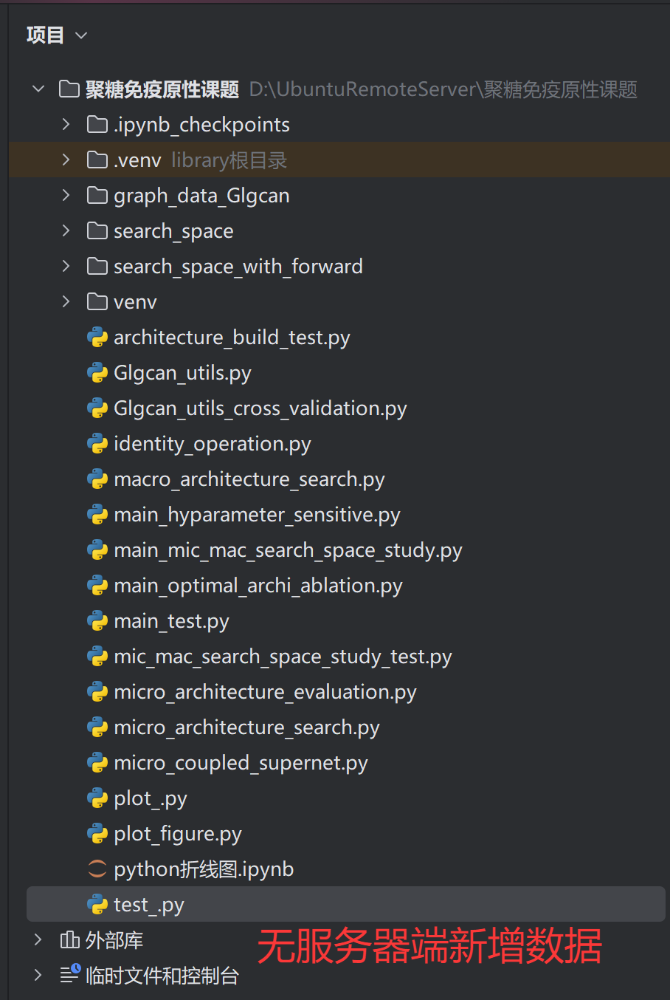 项目
聚糖免疫原性课题 D:\UbuntuRemoteServer\聚糖免疫原性课题
.ipynb_checkpoints
.venv library根目录
graph_data_Glgcan
search_space
search_space_with_forward
venv
architecture_build_test.py
Glgcan_utils.py
Glgcan_utils_cross_validation.py
identity_operation.py
macro_architecture_search.py
main_hyparameter_sensitive.py
main_mic_mac_search_space_study.py
main_optimal_archi_ablation.py
main_test.py
mic_mac_search_space_study_test.py
micro_architecture_evaluation.py
micro_architecture_search.py
micro_coupled_supernet.py
plot_.py
plot_figure.py
python折线图.ipynb
test_.py
外部库
无服务器端新增数据
临时文件和控制台